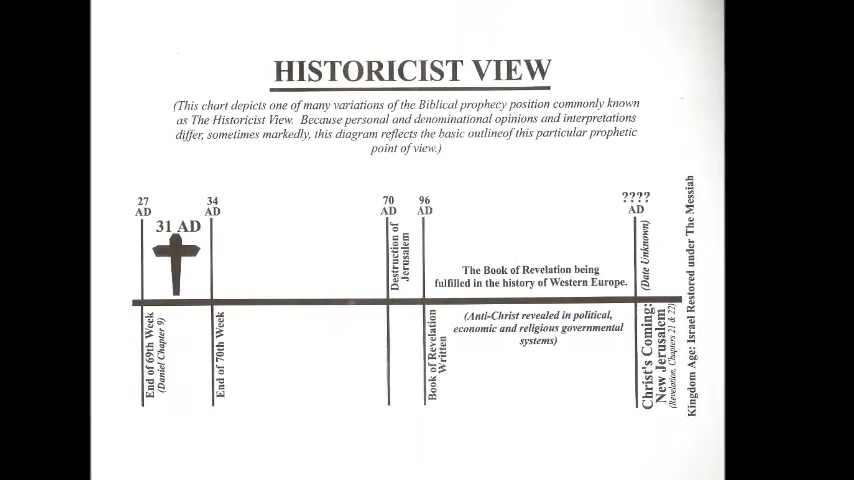 HISTORICIST VIEW
(This chart depicts one of many variations of the Biblical prophecy position commonly known
as The Historicist View. Because personal and denominational opinions and interpretations
differ, sometimes markedly, this diagram reflects the basic outlineof this particular prophetic
point of view.)
27
AD
31 AD
34
AD
70
AD
96
AD
????
AD
Destruction of
Jerusalem
The Book of Revelation being
fulfilled in the history of Western Europe.
(Date Unknown)
End of 69th Week
(Daniel Chapter 9)
End of 70th Week
Book of Revelation
Written
(Anti-Christ revealed in political,
economic and religious governmental
systems)
Christ's Coming:
New Jerusalem
(Revelation, Chapters 21 & 22)
Kingdom Age: Israel Restored under The Messiah